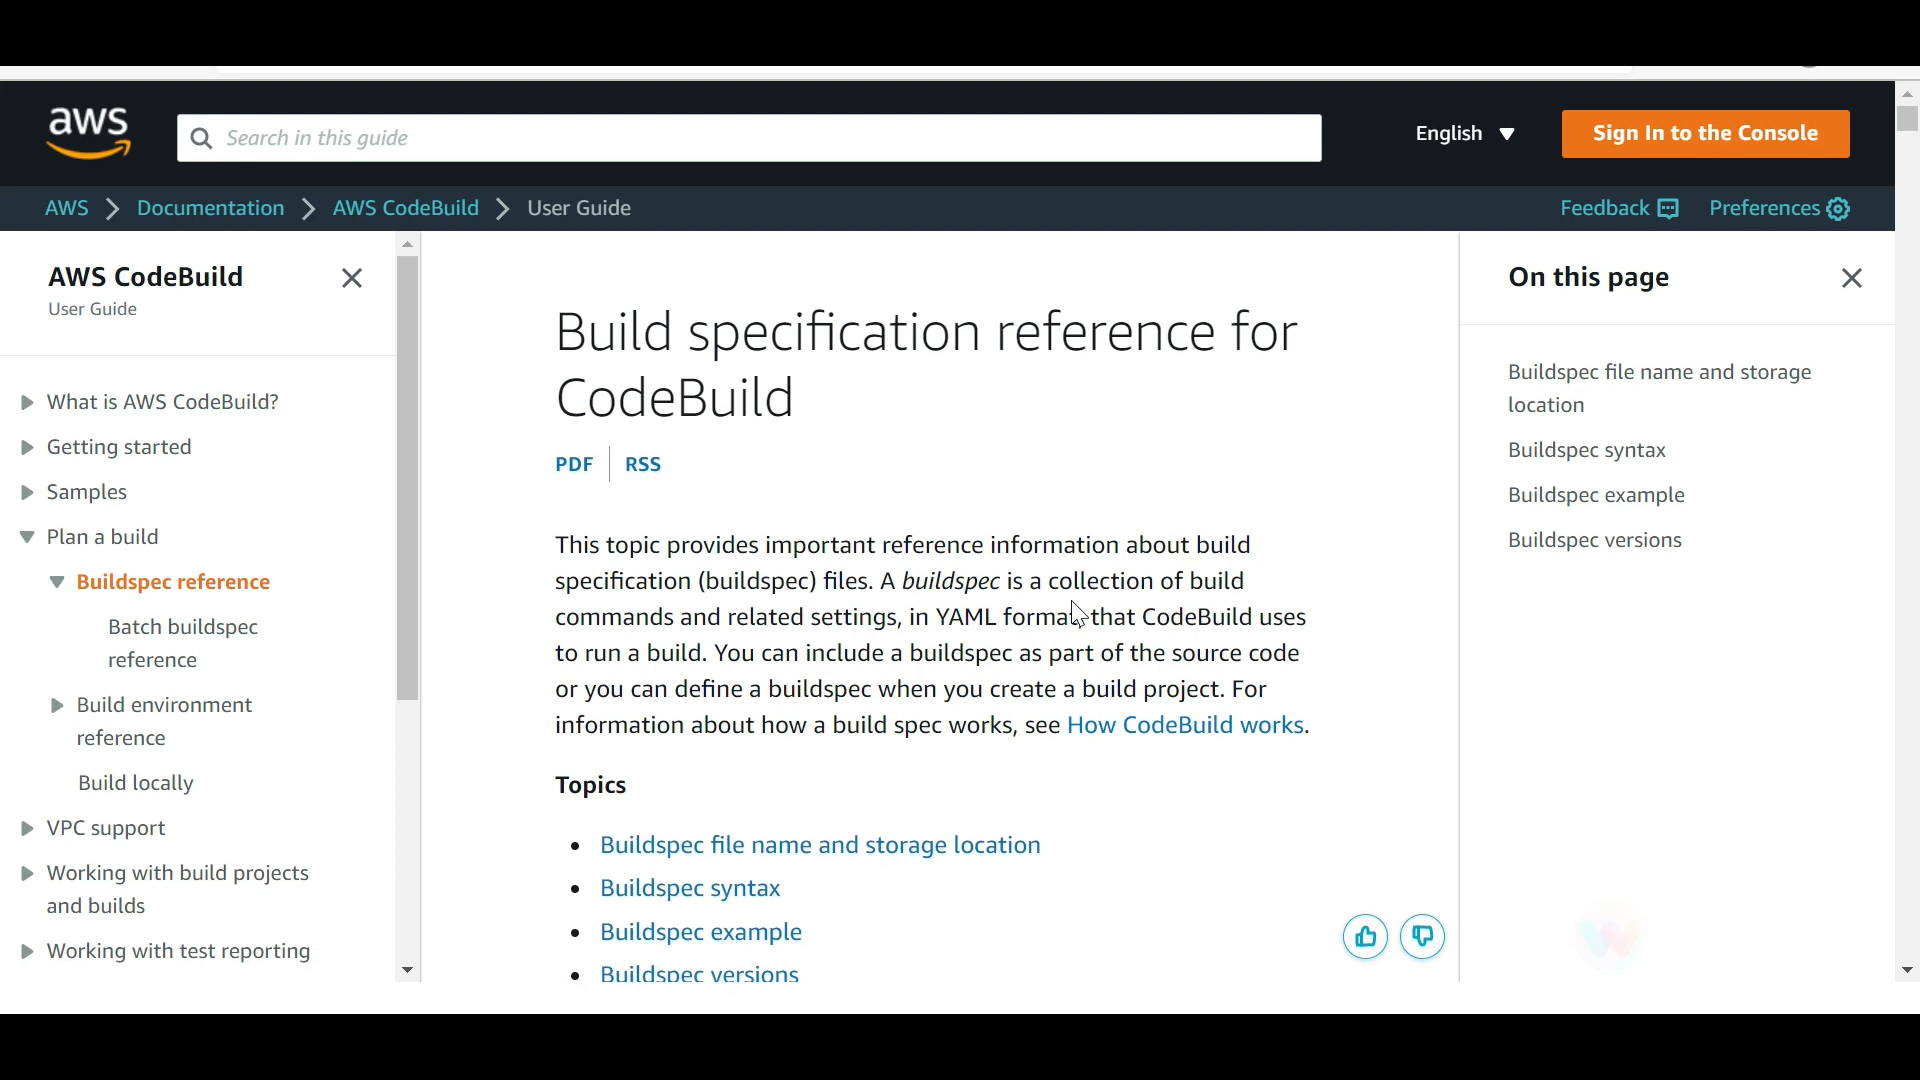 aws
Search in this guide
English
Sign In to the Console
AWS
Documentation
AWS CodeBuild
User Guide
Feedback
Preferences
AWS CodeBuild
User Guide
What is AWS CodeBuild?
Getting started
Samples
Plan a build
Buildspec reference
Batch buildspec
reference
Build environment
reference
Build locally
VPC support
Working with build projects
and builds
Working with test reporting
Build specification reference for
CodeBuild
PDF
RSS
This topic provides important reference information about build
specification (buildspec) files. A buildspec is a collection of build
commands and related settings, in YAML format that CodeBuild uses
to run a build. You can include a buildspec as part of the source code
or you can define a buildspec when you create a build project. For
information about how a build spec works, see How CodeBuild works.
Topics
• Buildspec file name and storage location
• Buildspec syntax
• Buildspec example
• Buildspec versions
On this page
Buildspec file name and storage
location
Buildspec syntax
Buildspec example
Buildspec versions